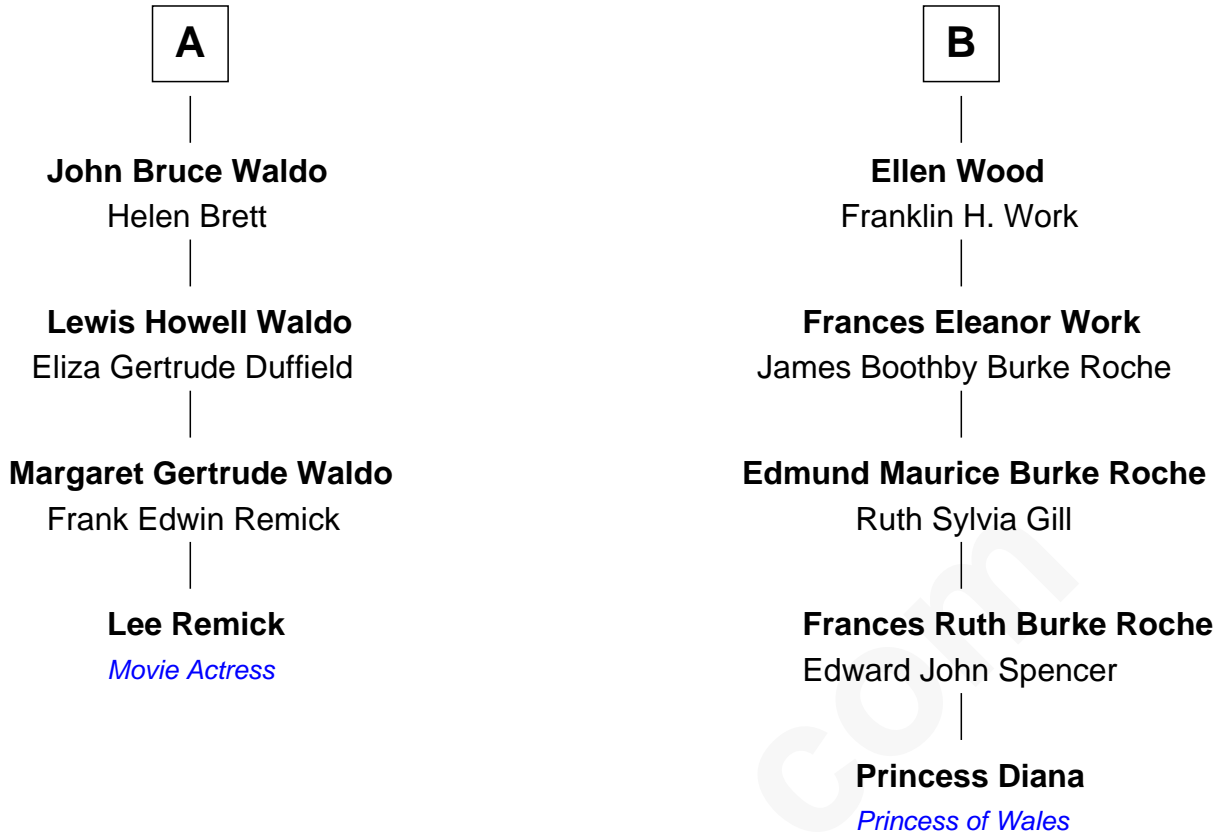 A
John Bruce Waldo
Helen Brett
Lewis Howell Waldo
Eliza Gertrude Duffield
Margaret Gertrude Waldo
Frank Edwin Remick
Lee Remick
Movie Actress
B
Ellen Wood
Franklin H. Work
Frances Eleanor Work
James Boothby Burke Roche
Edmund Maurice Burke Roche
Ruth Sylvia Gill
Frances Ruth Burke Roche
Edward John Spencer
Princess Diana
Princess of Wales
com